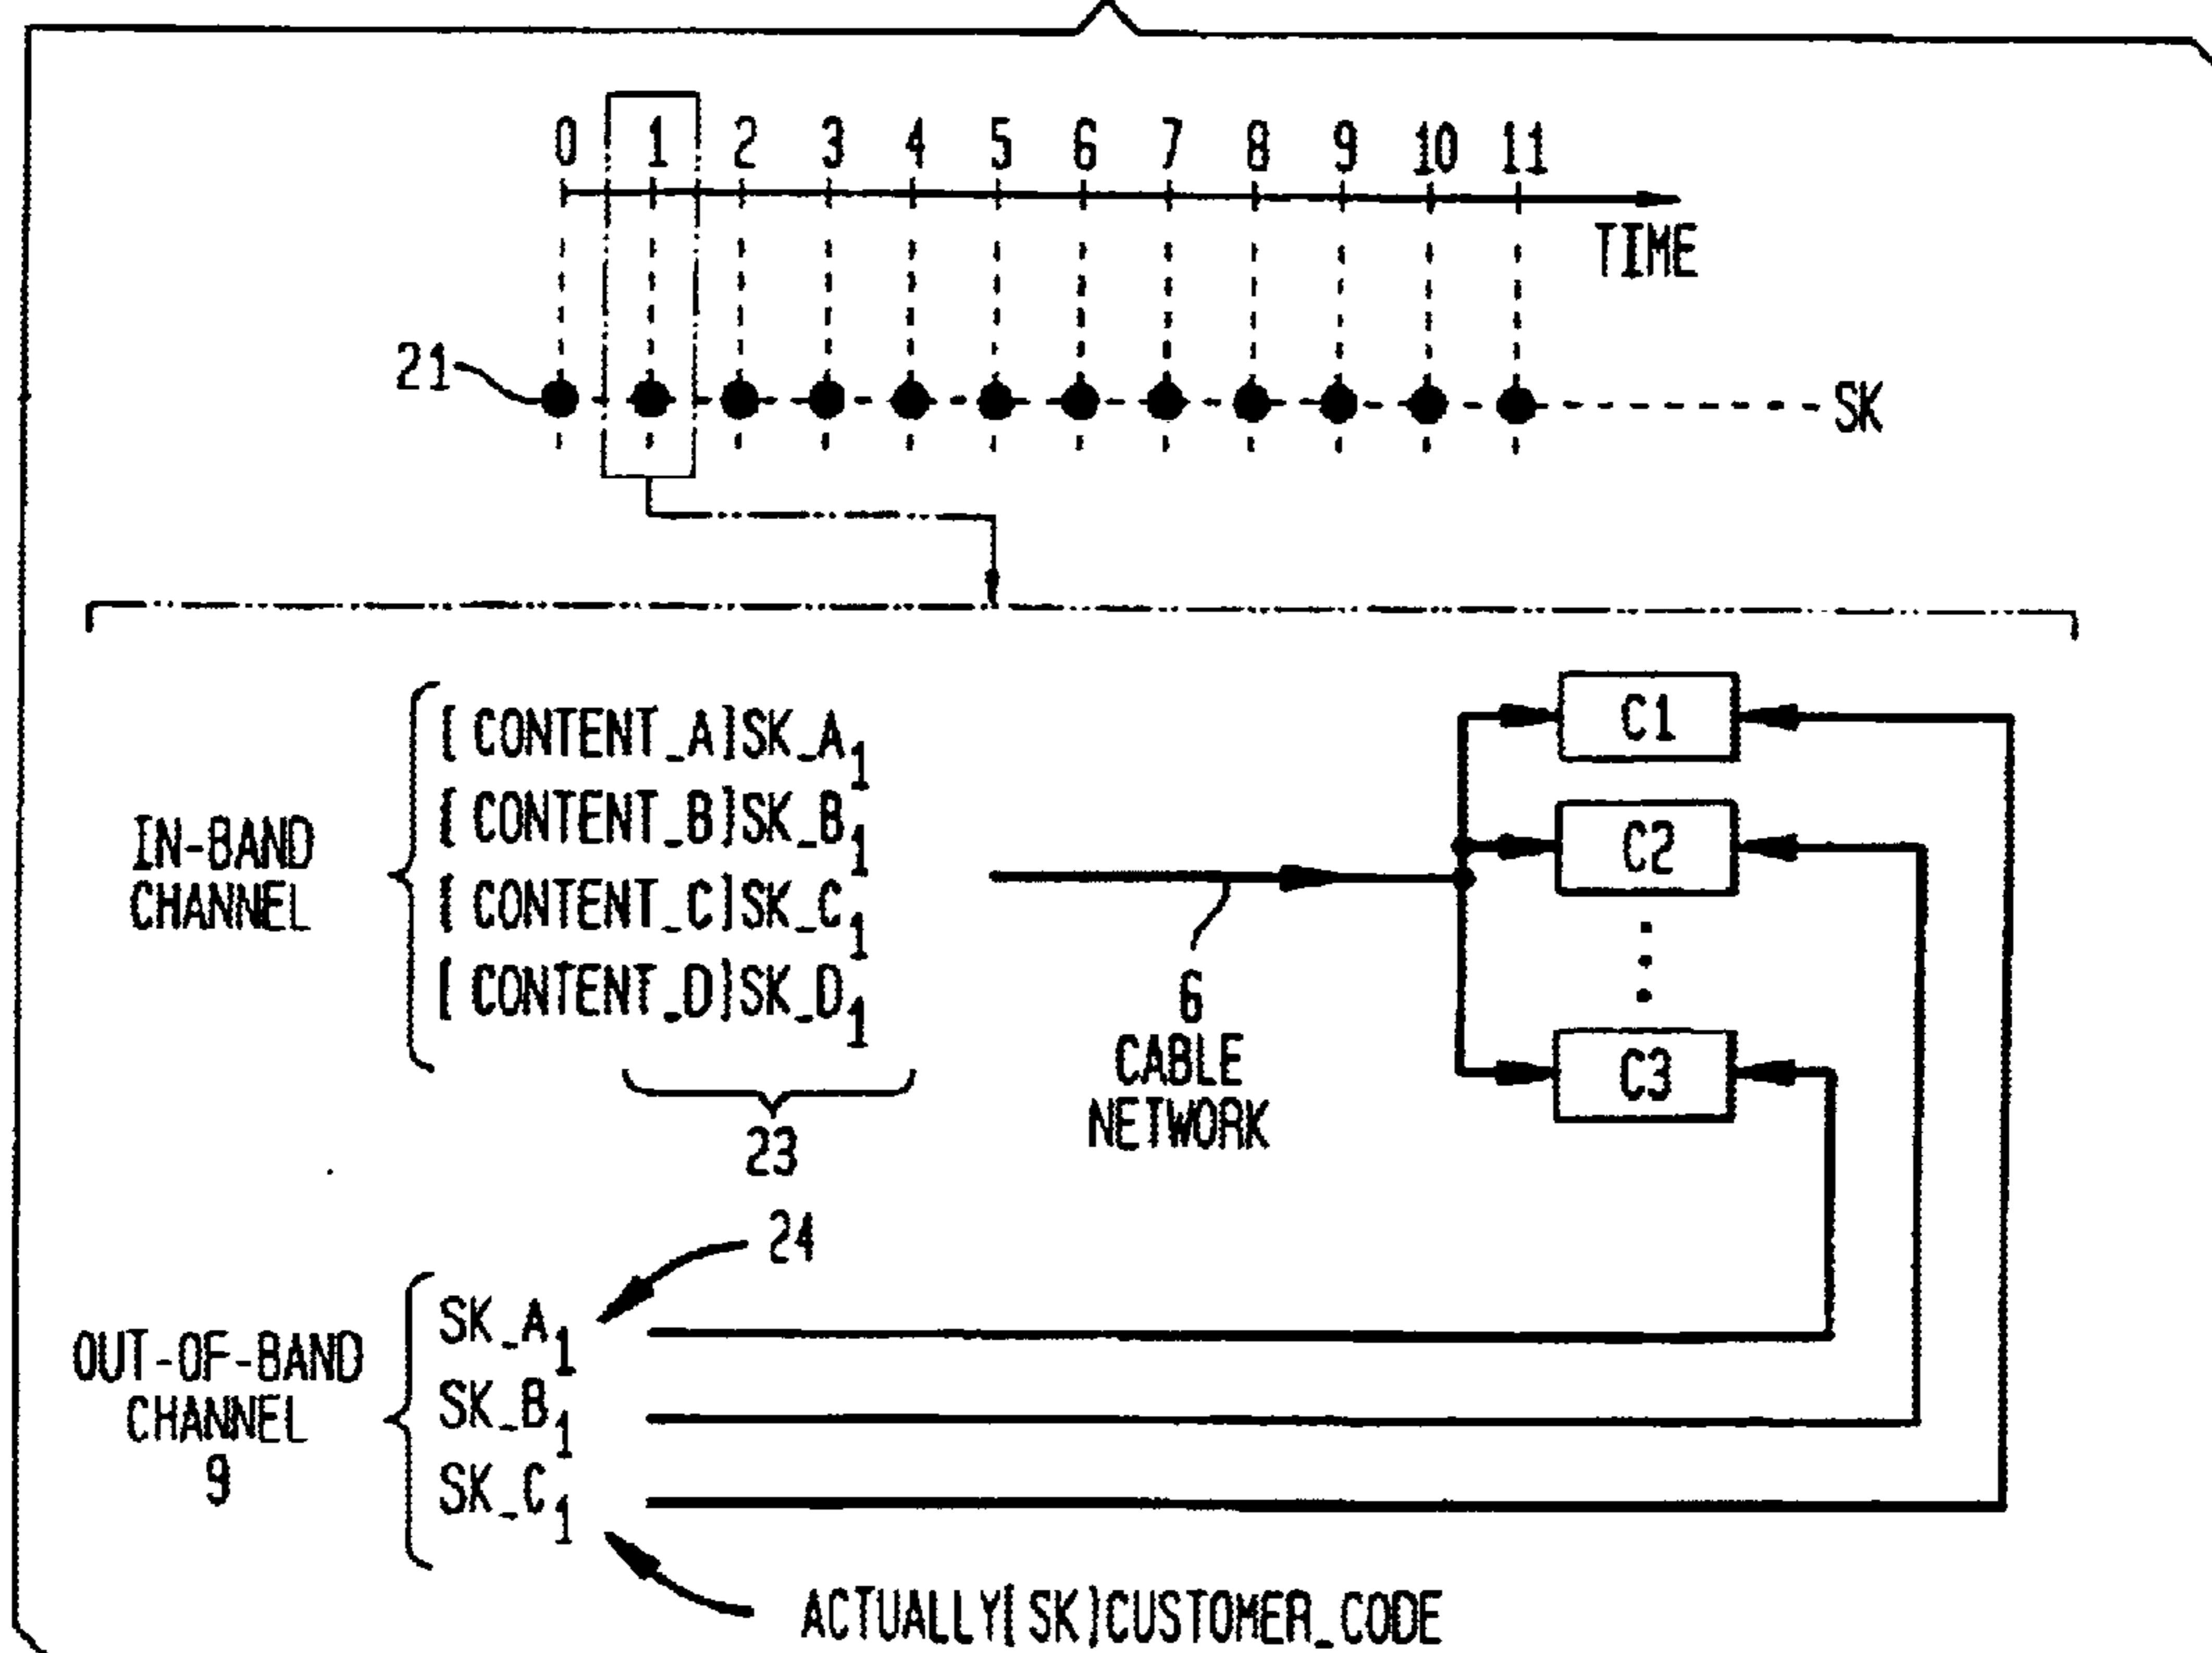 0 1 2 3 4 5 6 7 8 9 10 11
TIME
21
SK
IN-BAND
CHANNEL
[ CONTENT_A]SK_A1
[ CONTENT_B]SK_B1
[ CONTENT_C]SK_C1
[ CONTENT_D]SK_D1
23
6
CABLE
NETWORK
C1
C2
C3
24
OUT-OF-BAND
CHANNEL
9
SK_A1
SK_B1
SK_C1
ACTUALLY[SK]CUSTOMER_CODE